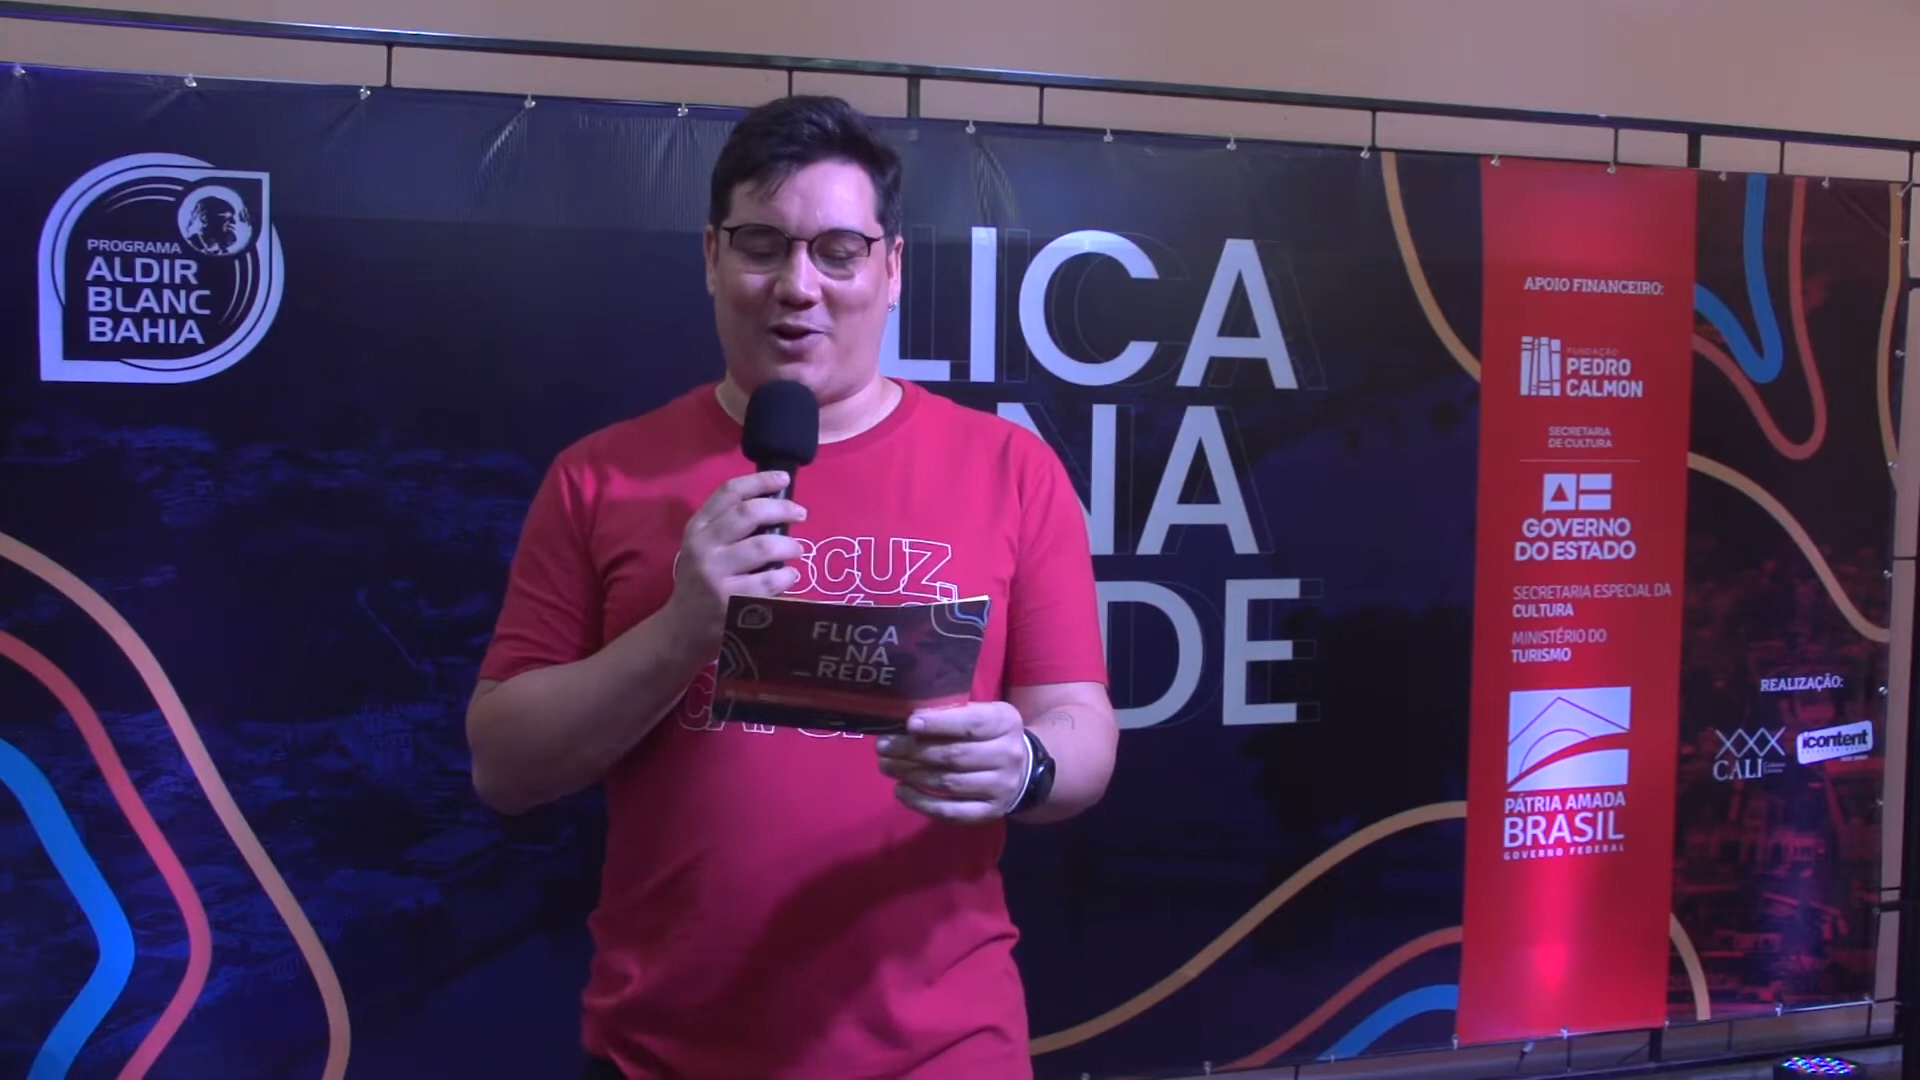 PROGRAMA
ALDIR
BLANC
BAHIA
LICA
NA
DE
SCUZ,
FLICA
_NA
_REDE
APOIO FINANCEIRO:
FUNDAÇÃO
PEDRO
CALMON
SECRETARIA
DE CULTURA
GOVERNO
DO ESTADO
SECRETARIA ESPECIAL DA
CULTURA
MINISTÉRIO DO
TURISMO
PÁTRIA AMADA
BRASIL
GOVERNO FEDERAL
REALIZAÇÃO:
CALI
icontent